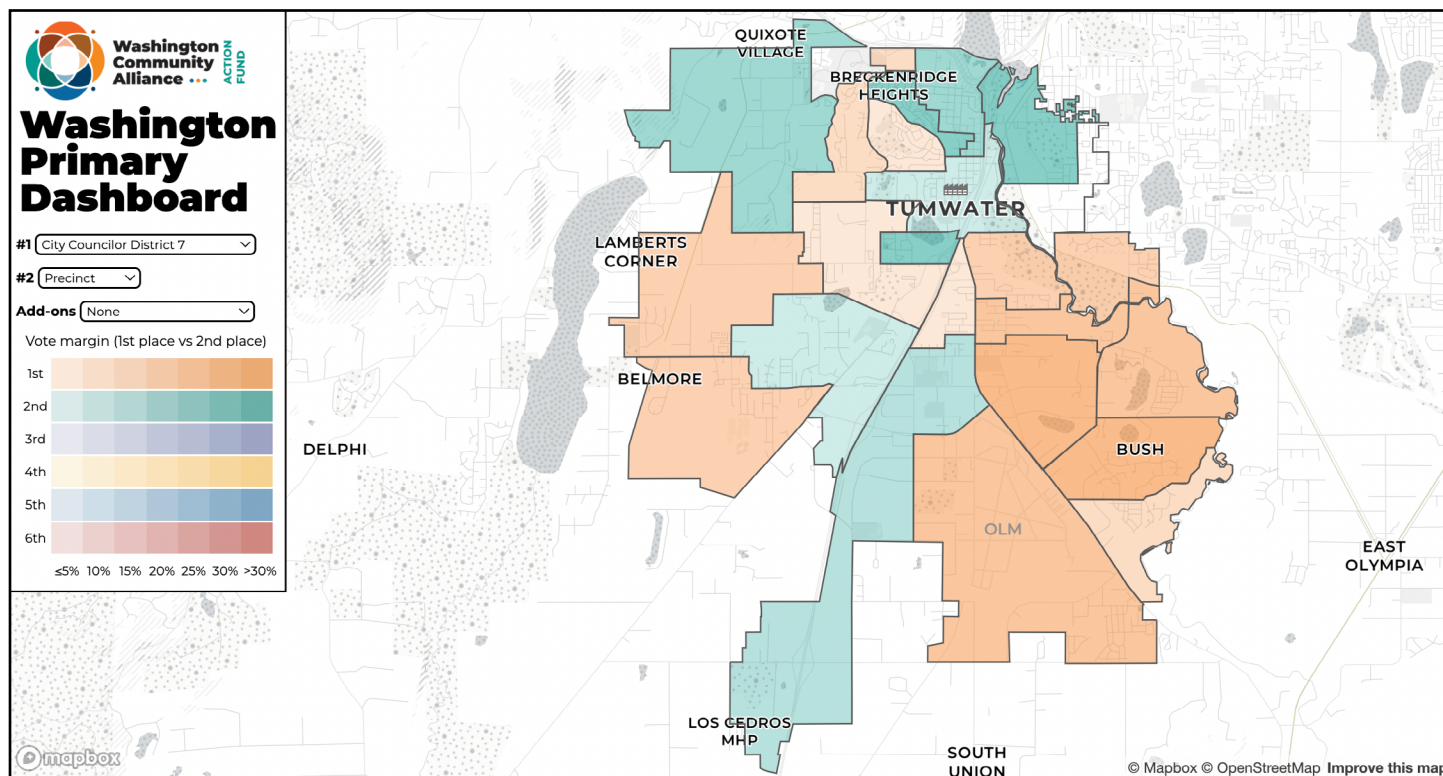 Washington
Community
Alliance
ACTION
FUND
Washington
Primary
Dashboard
#1 City Councilor District 7
#2 Precinct
Add-ons None
Vote margin (1st place vs 2nd place)
1st
2nd
3rd
4th
5th
6th
≤5% 10% 15% 20% 25% 30% >30%
QUIXOTE
VILLAGE
BRECKENRIDGE
HEIGHTS
TUMWATER
LAMBERTS
CORNER
BELMORE
DELPHI
BUSH
OLM
EAST
OLYMPIA
LOS CEDROS
MHP
SOUTH
UNION
mapbox
© Mapbox © OpenStreetMap Improve this map